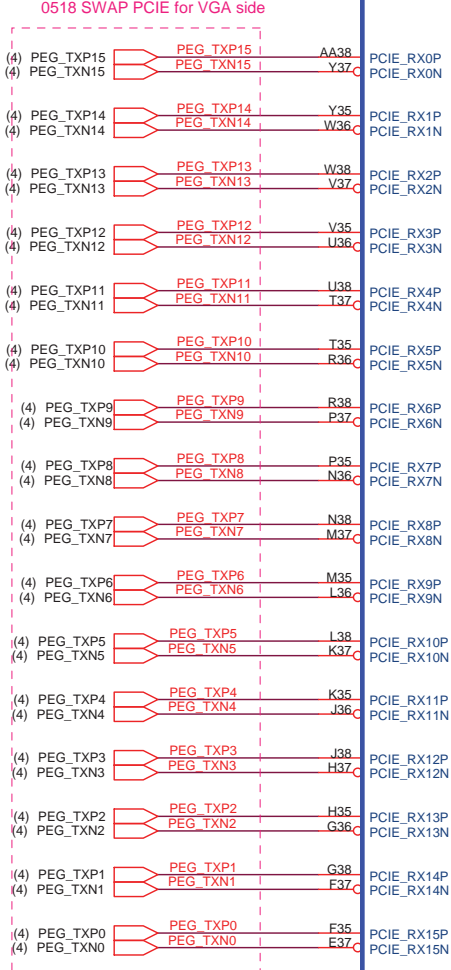 0518 SWAP PCIE for VGA side
(4) PEG_TXP15 PEG_TXP15 AA38 PCIE_RX0P
(4) PEG_TXN15 PEG_TXN15 Y37 PCIE_RX0N
(4) PEG_TXP14 PEG_TXP14 Y35 PCIE_RX1P
(4) PEG_TXN14 PEG_TXN14 W36 PCIE_RX1N
(4) PEG_TXP13 PEG_TXP13 W38 PCIE_RX2P
(4) PEG_TXN13 PEG_TXN13 V37 PCIE_RX2N
(4) PEG_TXP12 PEG_TXP12 V35 PCIE_RX3P
(4) PEG_TXN12 PEG_TXN12 U36 PCIE_RX3N
(4) PEG_TXP11 PEG_TXP11 U38 PCIE_RX4P
(4) PEG_TXN11 PEG_TXN11 T37 PCIE_RX4N
(4) PEG_TXP10 PEG_TXP10 T35 PCIE_RX5P
(4) PEG_TXN10 PEG_TXN10 R36 PCIE_RX5N
(4) PEG_TXP9 PEG_TXP9 R38 PCIE_RX6P
(4) PEG_TXN9 PEG_TXN9 P37 PCIE_RX6N
(4) PEG_TXP8 PEG_TXP8 P35 PCIE_RX7P
(4) PEG_TXN8 PEG_TXN8 N36 PCIE_RX7N
(4) PEG_TXP7 PEG_TXP7 N38 PCIE_RX8P
(4) PEG_TXN7 PEG_TXN7 M37 PCIE_RX8N
(4) PEG_TXP6 PEG_TXP6 M35 PCIE_RX9P
(4) PEG_TXN6 PEG_TXN6 L36 PCIE_RX9N
(4) PEG_TXP5 PEG_TXP5 L38 PCIE_RX10P
(4) PEG_TXN5 PEG_TXN5 K37 PCIE_RX10N
(4) PEG_TXP4 PEG_TXP4 K35 PCIE_RX11P
(4) PEG_TXN4 PEG_TXN4 J36 PCIE_RX11N
(4) PEG_TXP3 PEG_TXP3 J38 PCIE_RX12P
(4) PEG_TXN3 PEG_TXN3 H37 PCIE_RX12N
(4) PEG_TXP2 PEG_TXP2 H35 PCIE_RX13P
(4) PEG_TXN2 PEG_TXN2 G36 PCIE_RX13N
(4) PEG_TXP1 PEG_TXP1 G38 PCIE_RX14P
(4) PEG_TXN1 PEG_TXN1 F37 PCIE_RX14N
(4) PEG_TXP0 PEG_TXP0 F35 PCIE_RX15P
(4) PEG_TXN0 PEG_TXN0 E37 PCIE_RX15N